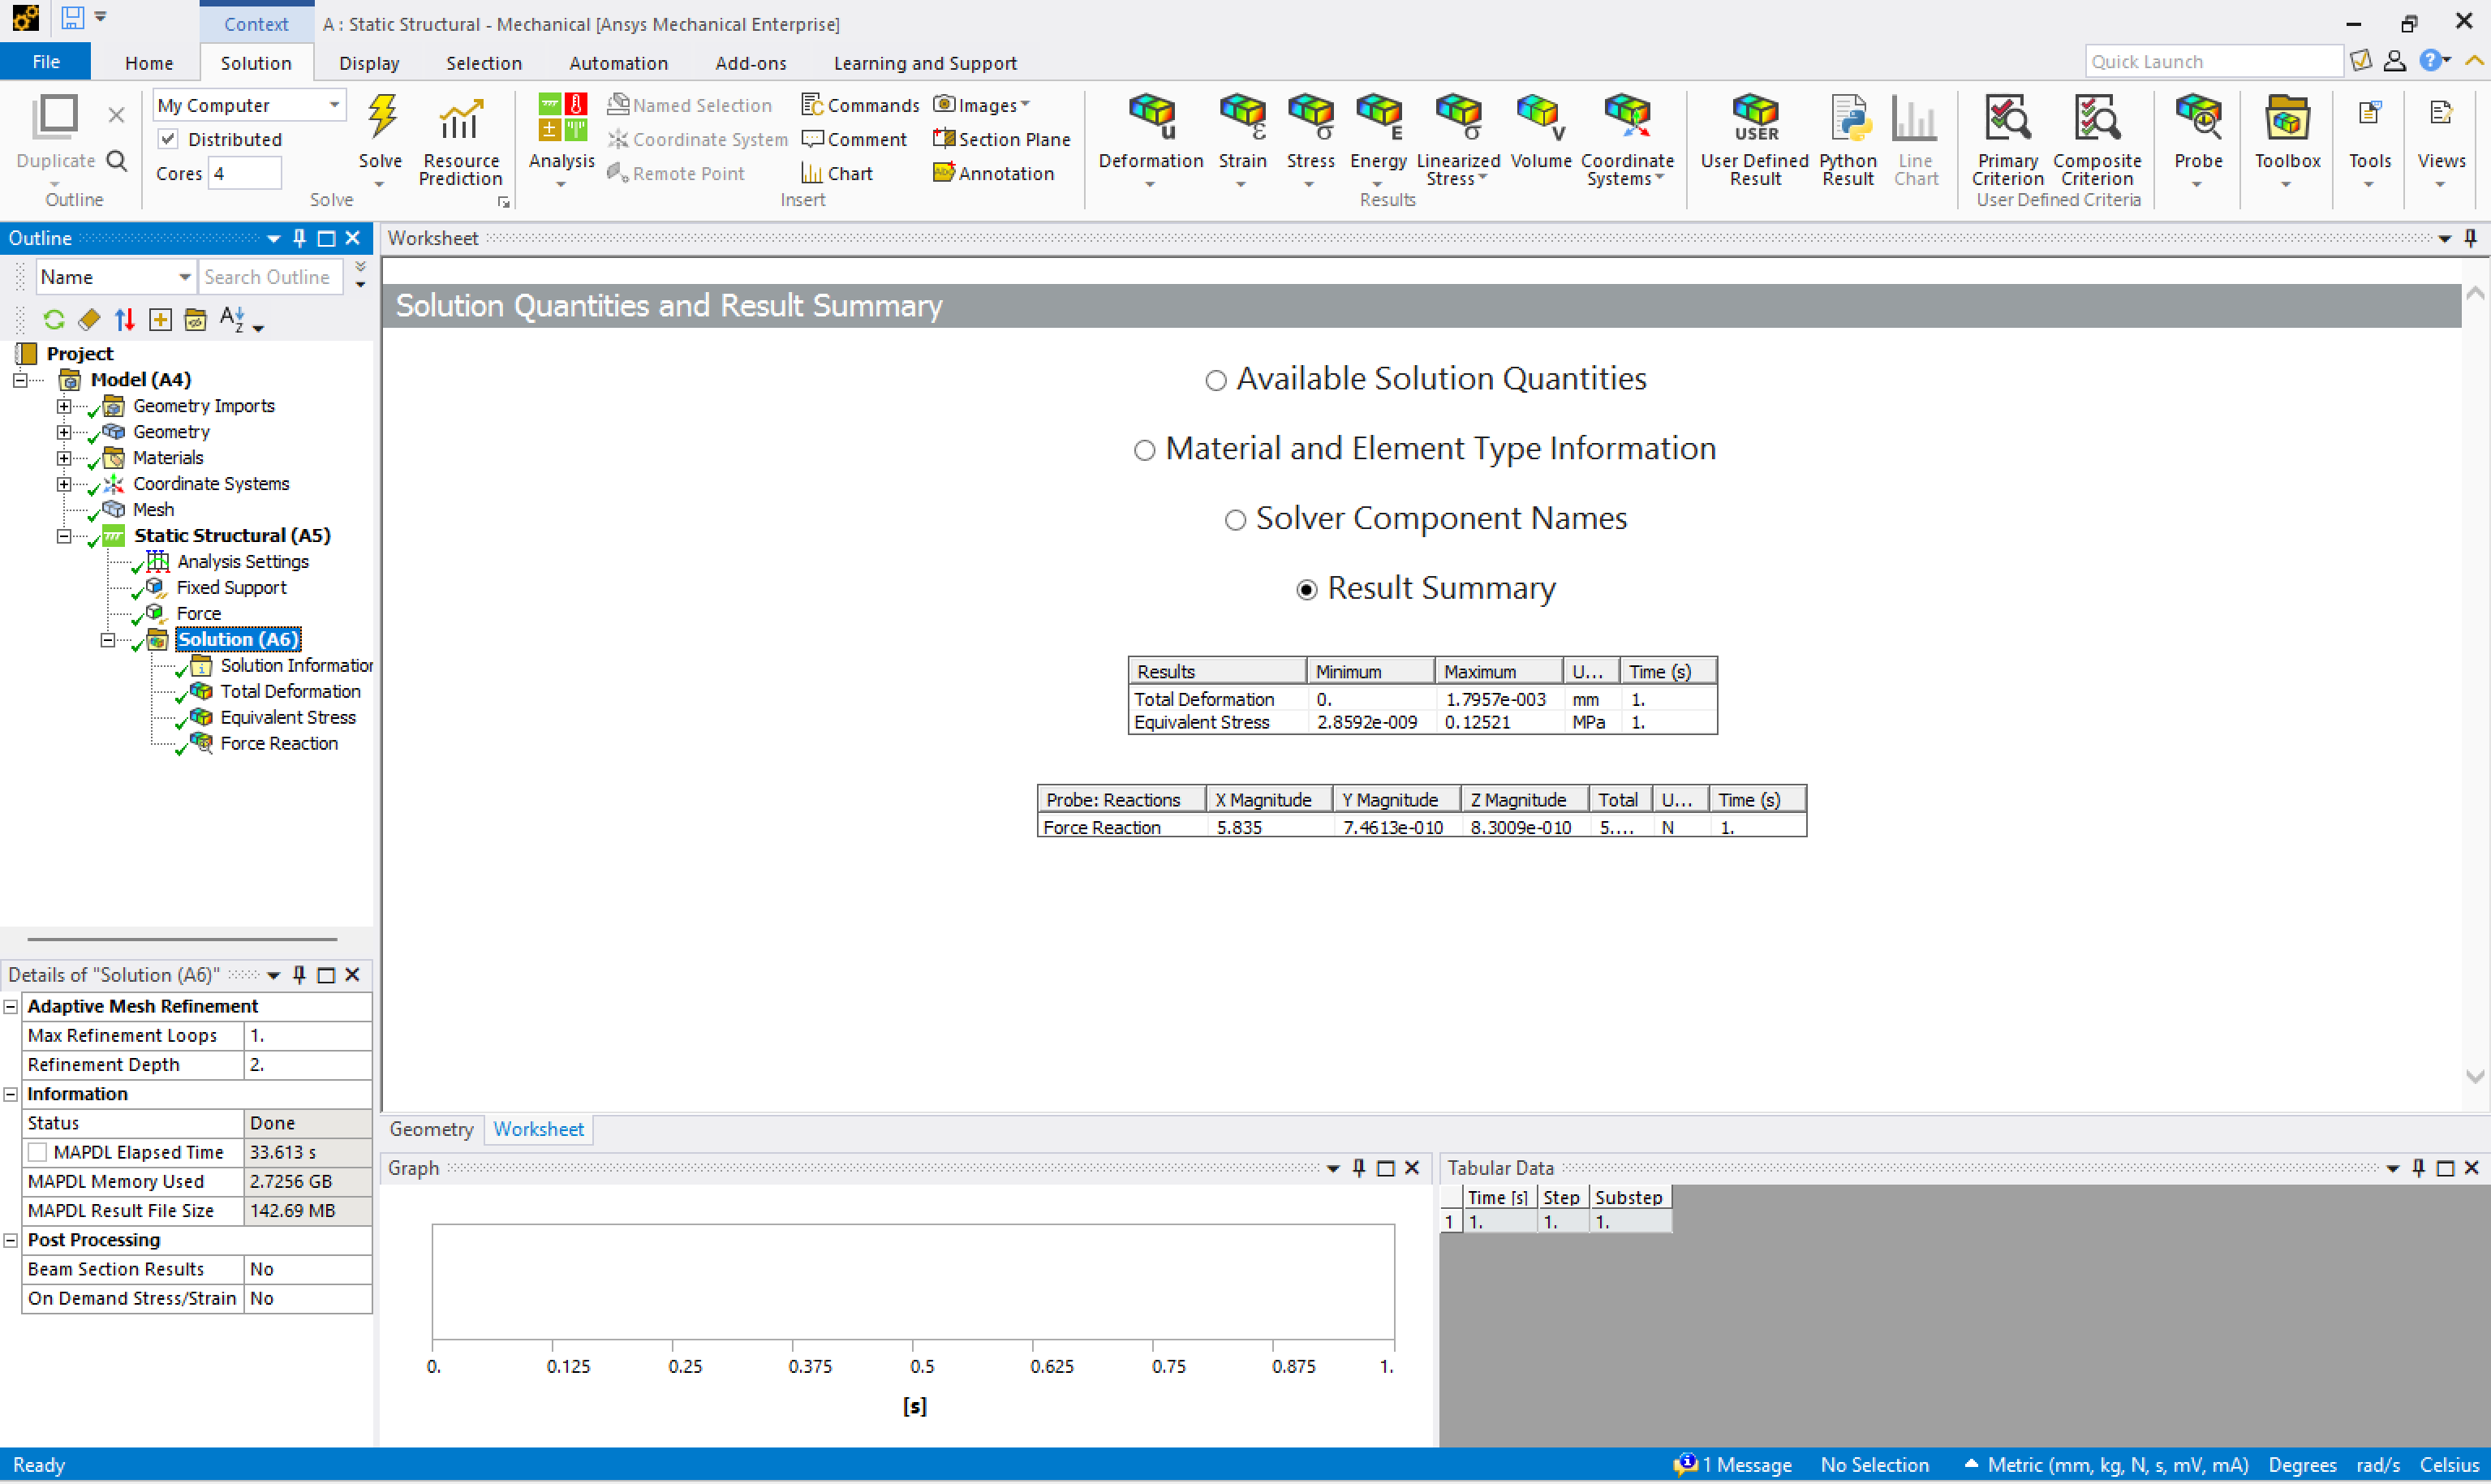 Context
A : Static Structural - Mechanical [Ansys Mechanical Enterprise]
File Home Solution Display Selection Automation Add-ons Learning and Support
Quick Launch
Duplicate
Outline
My Computer
Distributed
Cores 4
Solve
Resource Prediction
Solve
Analysis
Named Selection
Coordinate System
Remote Point
Commands
Comment
Chart
Images
Section Plane
Annotation
Insert
Deformation Strain Stress Energy Linearized Stress Volume Coordinate Systems
Results
USER
User Defined Result
Python Result
Line Chart
Primary Criterion
Composite Criterion
User Defined Criteria
Probe
Toolbox
Tools
Views
Outline
Name Search Outline
Project
Model (A4)
Geometry Imports
Geometry
Materials
Coordinate Systems
Mesh
Static Structural (A5)
Analysis Settings
Fixed Support
Force
Solution (A6)
Solution Information
Total Deformation
Equivalent Stress
Force Reaction
Details of "Solution (A6)"
Adaptive Mesh Refinement
Max Refinement Loops 1.
Refinement Depth 2.
Information
Status Done
MAPDL Elapsed Time 33.613 s
MAPDL Memory Used 2.7256 GB
MAPDL Result File Size 142.69 MB
Post Processing
Beam Section Results No
On Demand Stress/Strain No
Worksheet
Solution Quantities and Result Summary
Available Solution Quantities
Material and Element Type Information
Solver Component Names
Result Summary
Results Minimum Maximum U... Time (s)
Total Deformation 0. 1.7957e-003 mm 1.
Equivalent Stress 2.8592e-009 0.12521 MPa 1.
Probe: Reactions X Magnitude Y Magnitude Z Magnitude Total U... Time (s)
Force Reaction 5.835 7.4613e-010 8.3009e-010 5.... N 1.
Geometry Worksheet
Graph
0. 0.125 0.25 0.375 0.5 0.625 0.75 0.875 1.
[s]
Tabular Data
Time [s] Step Substep
1 1. 1. 1.
Ready
1 Message No Selection Metric (mm, kg, N, s, mV, mA) Degrees rad/s Celsius